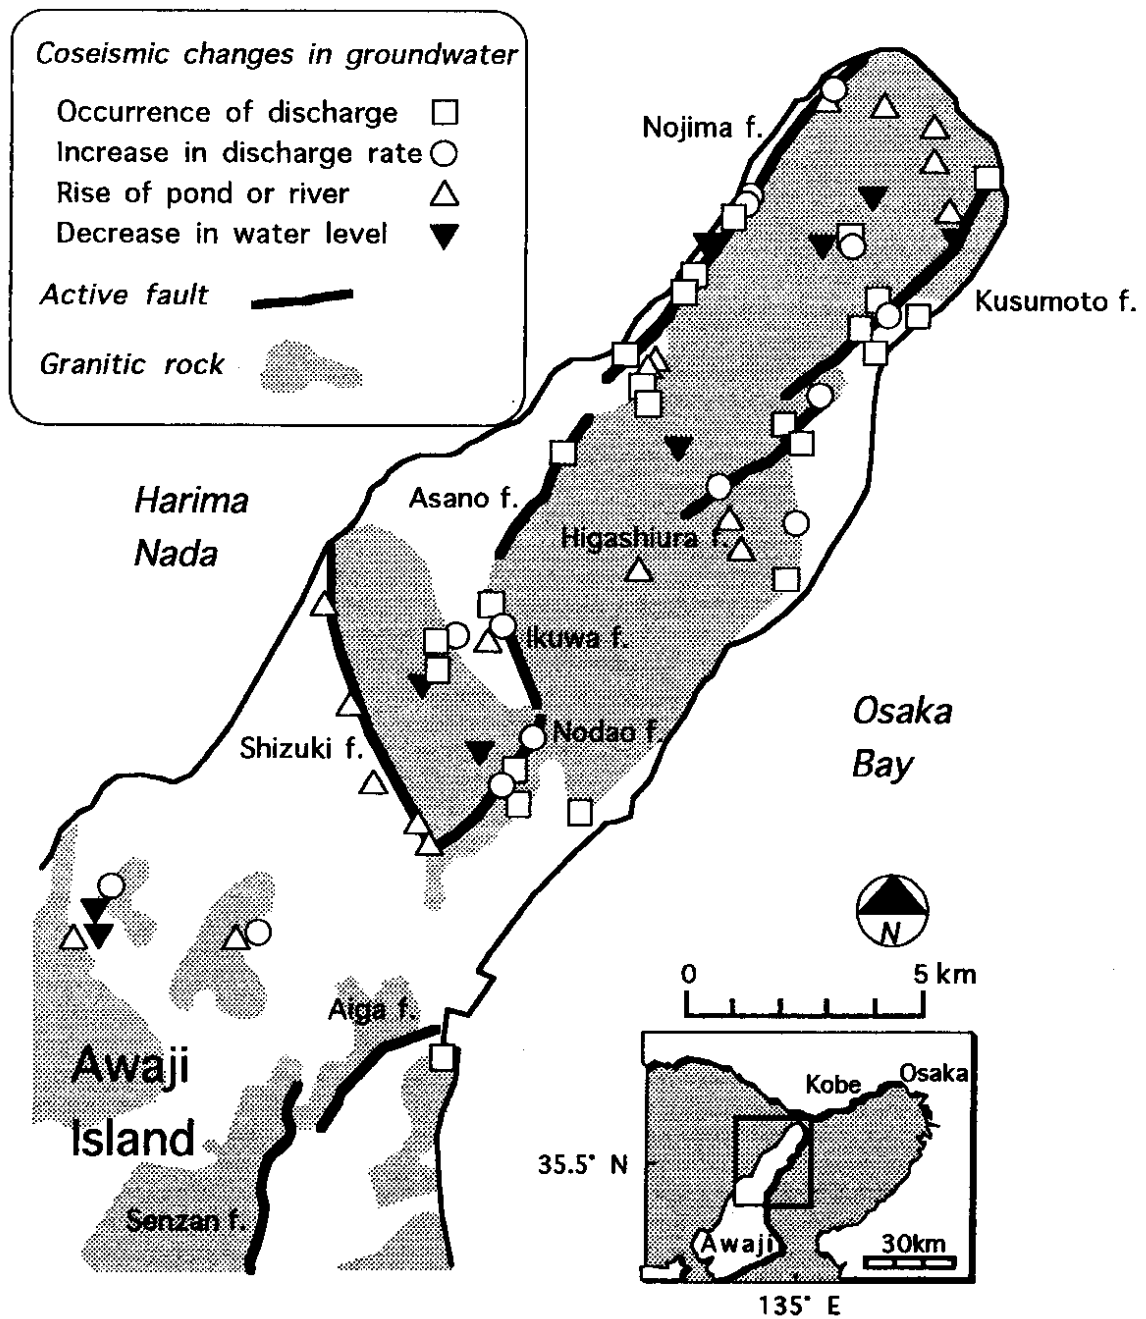 Coseismic changes in groundwater
Occurrence of discharge
Increase in discharge rate
Rise of pond or river
Decrease in water level
Active fault
Granitic rock
Nojima f.
Kusumoto f.
Harima
Nada
Asano f.
Higashiura f.
Ikuwa f.
Osaka
Bay
Nodao f.
Shizuki f.
N
0 5 km
Aiga f.
Awaji
Island
Senzan f.
Kobe
Osaka
35.5° N
Awaji
30km
135° E